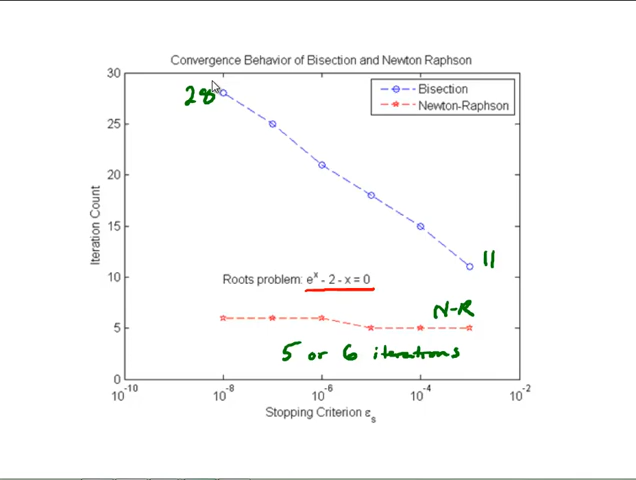 Convergence Behavior of Bisection and Newton Raphson
30
28
Bisection
Newton-Raphson
25
20
Iteration Count
15
11
10
Roots problem: eˣ - 2 - x = 0
N-R
5
5 or 6 iterations
0
10⁻¹⁰ 10⁻⁸ 10⁻⁶ 10⁻⁴ 10⁻²
Stopping Criterion εₛ